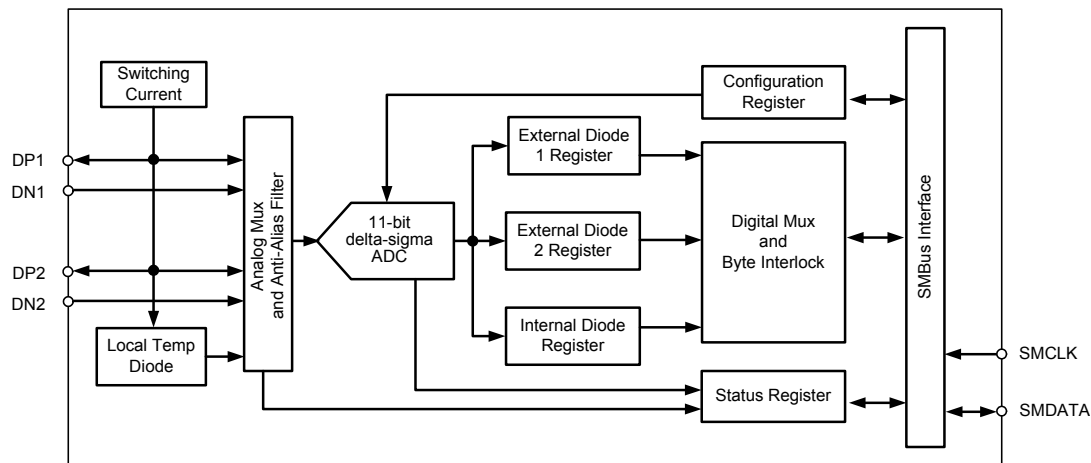 Switching
Current
DP1
DN1
DP2
DN2
Local Temp
Diode
Analog Mux
and Anti-Alias Filter
11-bit
delta-sigma
ADC
Configuration
Register
External Diode
1 Register
External Diode
2 Register
Internal Diode
Register
Digital Mux
and
Byte Interlock
Status Register
SMBus Interface
SMCLK
SMDATA